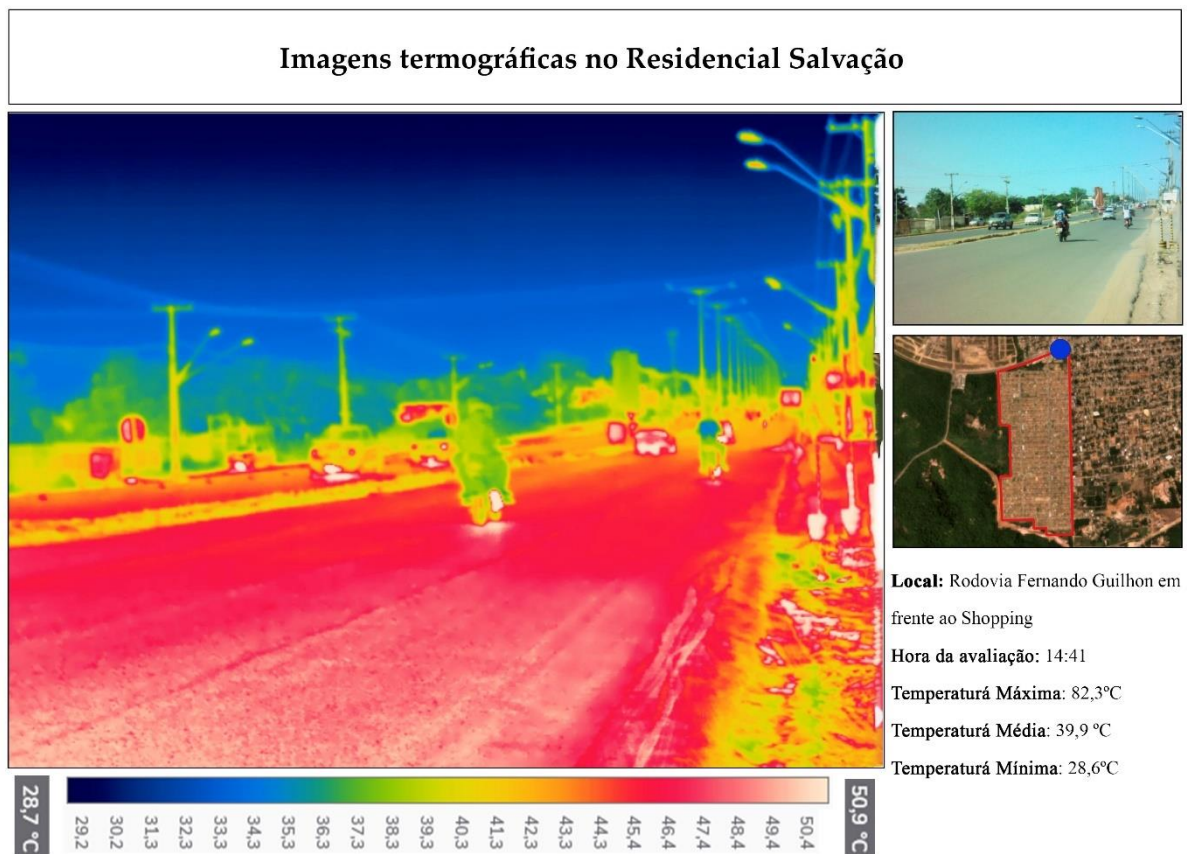 Imagens termográficas no Residencial Salvação
Local: Rodovia Fernando Guilhon em
frente ao Shopping
Hora da avaliação: 14:41
Temperaturá Máxima: 82,3ºC
Temperaturá Média: 39,9 ºC
Temperaturá Mínima: 28,6ºC
28,7 °C
29,2
30,2
31,3
32,3
33,3
34,3
35,3
36,3
37,3
38,3
39,3
40,3
41,3
42,3
43,3
44,3
45,4
46,4
47,4
48,4
49,4
50,4
50,9 °C